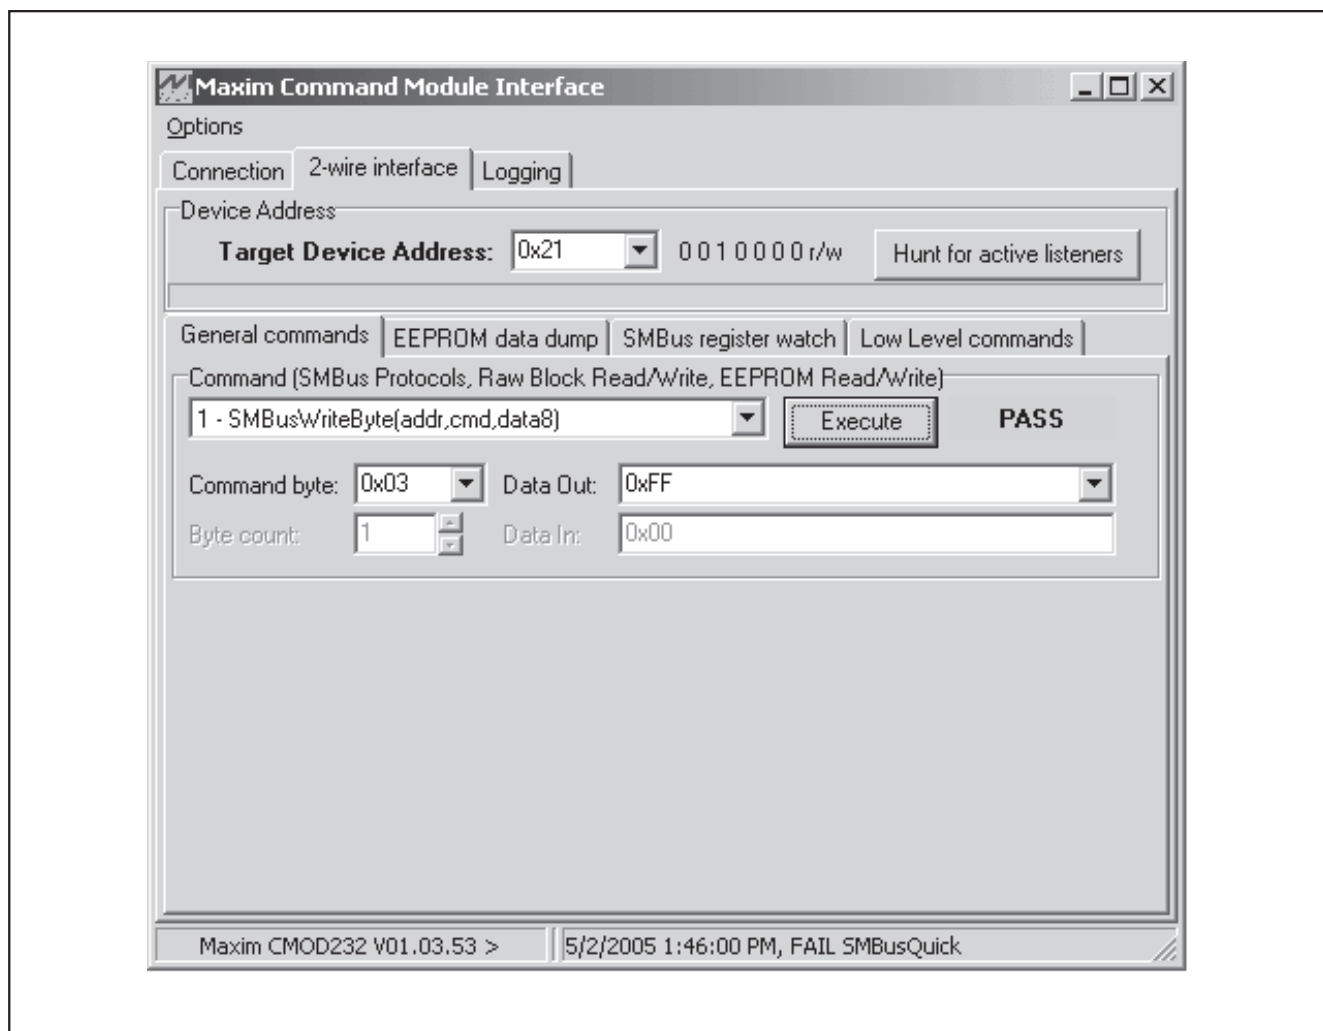 Maxim Command Module Interface
Options
Connection 2-wire interface Logging
Device Address
Target Device Address: 0x21 0 0 1 0 0 0 0 r/w Hunt for active listeners
General commands EEPROM data dump SMBus register watch Low Level commands
Command (SMBus Protocols, Raw Block Read/Write, EEPROM Read/Write)
1 - SMBusWriteByte(addr,cmd,data8) Execute PASS
Command byte: 0x03 Data Out: 0xFF
Byte count: 1 Data In: 0x00
Maxim CMOD232 V01.03.53 > 5/2/2005 1:46:00 PM, FAIL SMBusQuick